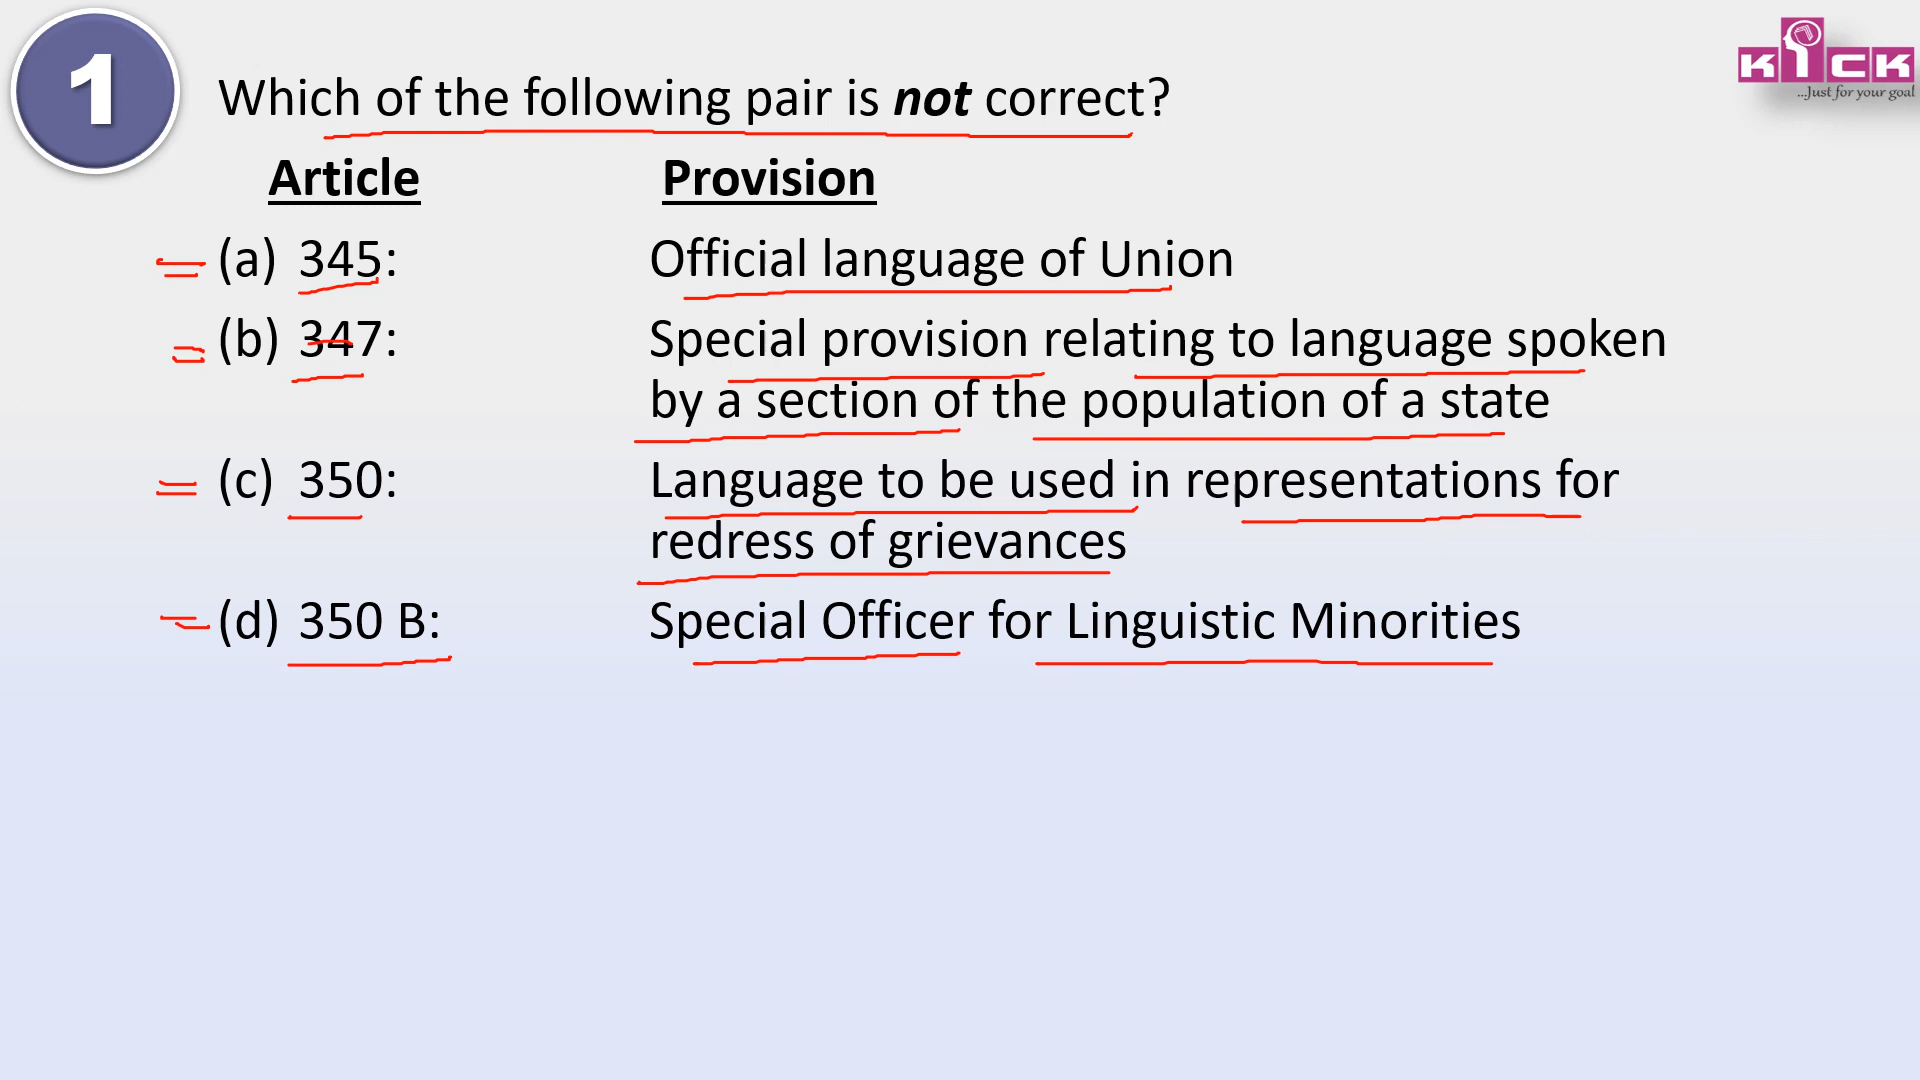 1
KICK
...Just for your goal
Which of the following pair is not correct?
Article Provision
(a) 345: Official language of Union
(b) 347: Special provision relating to language spoken
by a section of the population of a state
(c) 350: Language to be used in representations for
redress of grievances
(d) 350 B: Special Officer for Linguistic Minorities